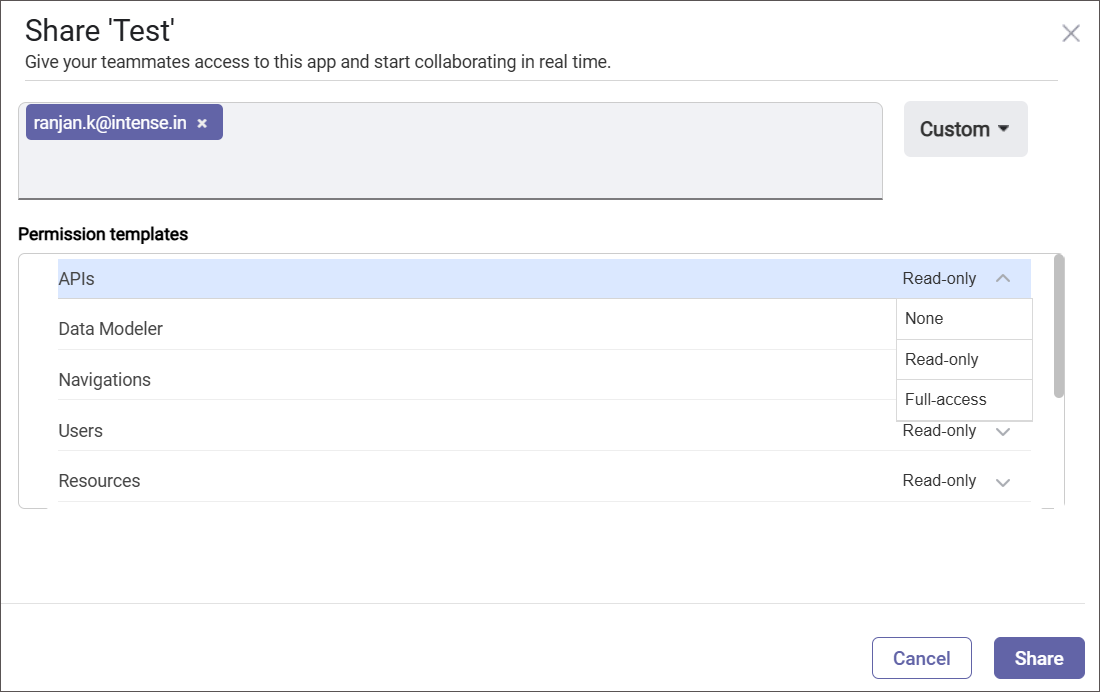 Share 'Test'
Give your teammates access to this app and start collaborating in real time.
ranjan.k@intense.in ×
Custom
Permission templates
APIs Read-only
None
Data Modeler
Read-only
Navigations
Full-access
Users Read-only
Resources Read-only
Cancel Share